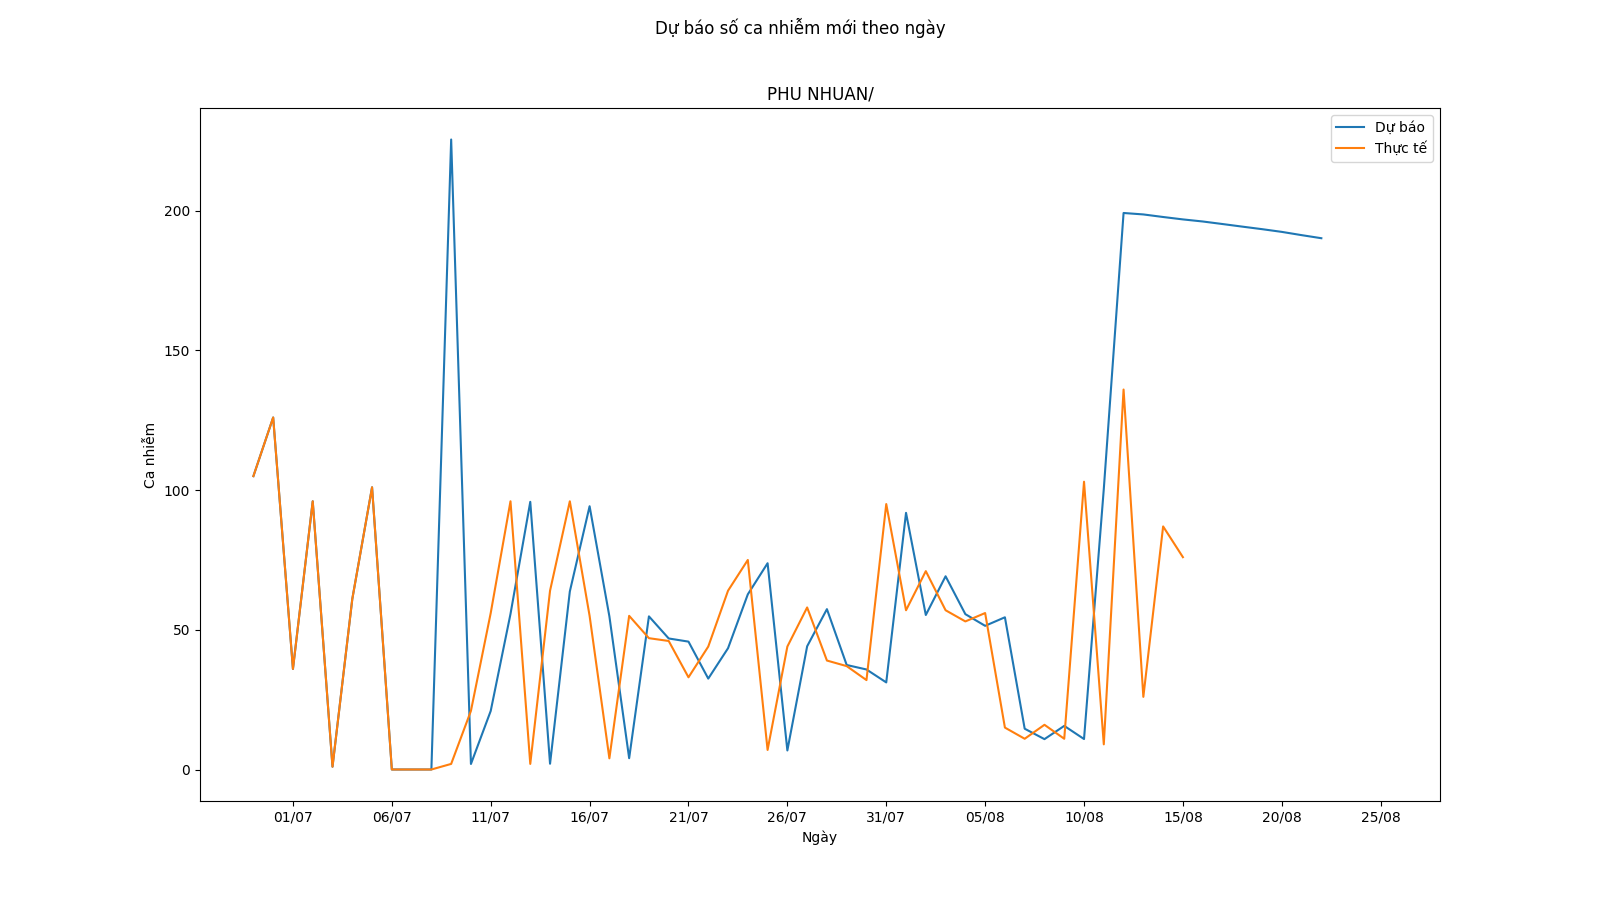 Dự báo số ca nhiễm mới theo ngày
PHU NHUAN/
Dự báo
Thực tế
Ca nhiễm
200
150
100
50
0
01/07 06/07 11/07 16/07 21/07 26/07 31/07 05/08 10/08 15/08 20/08 25/08
Ngày